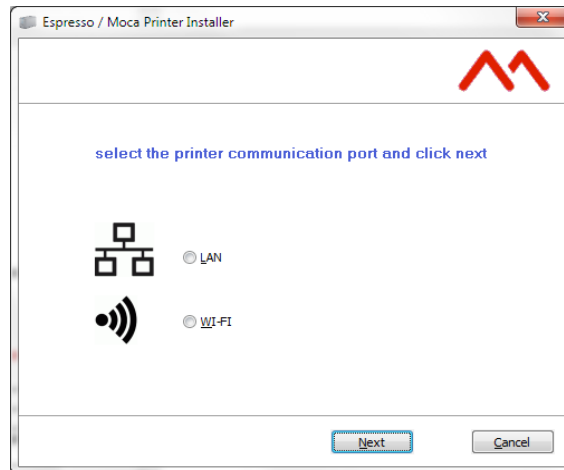 Espresso / Moca Printer Installer
select the printer communication port and click next
LAN
WI-FI
Next
Cancel